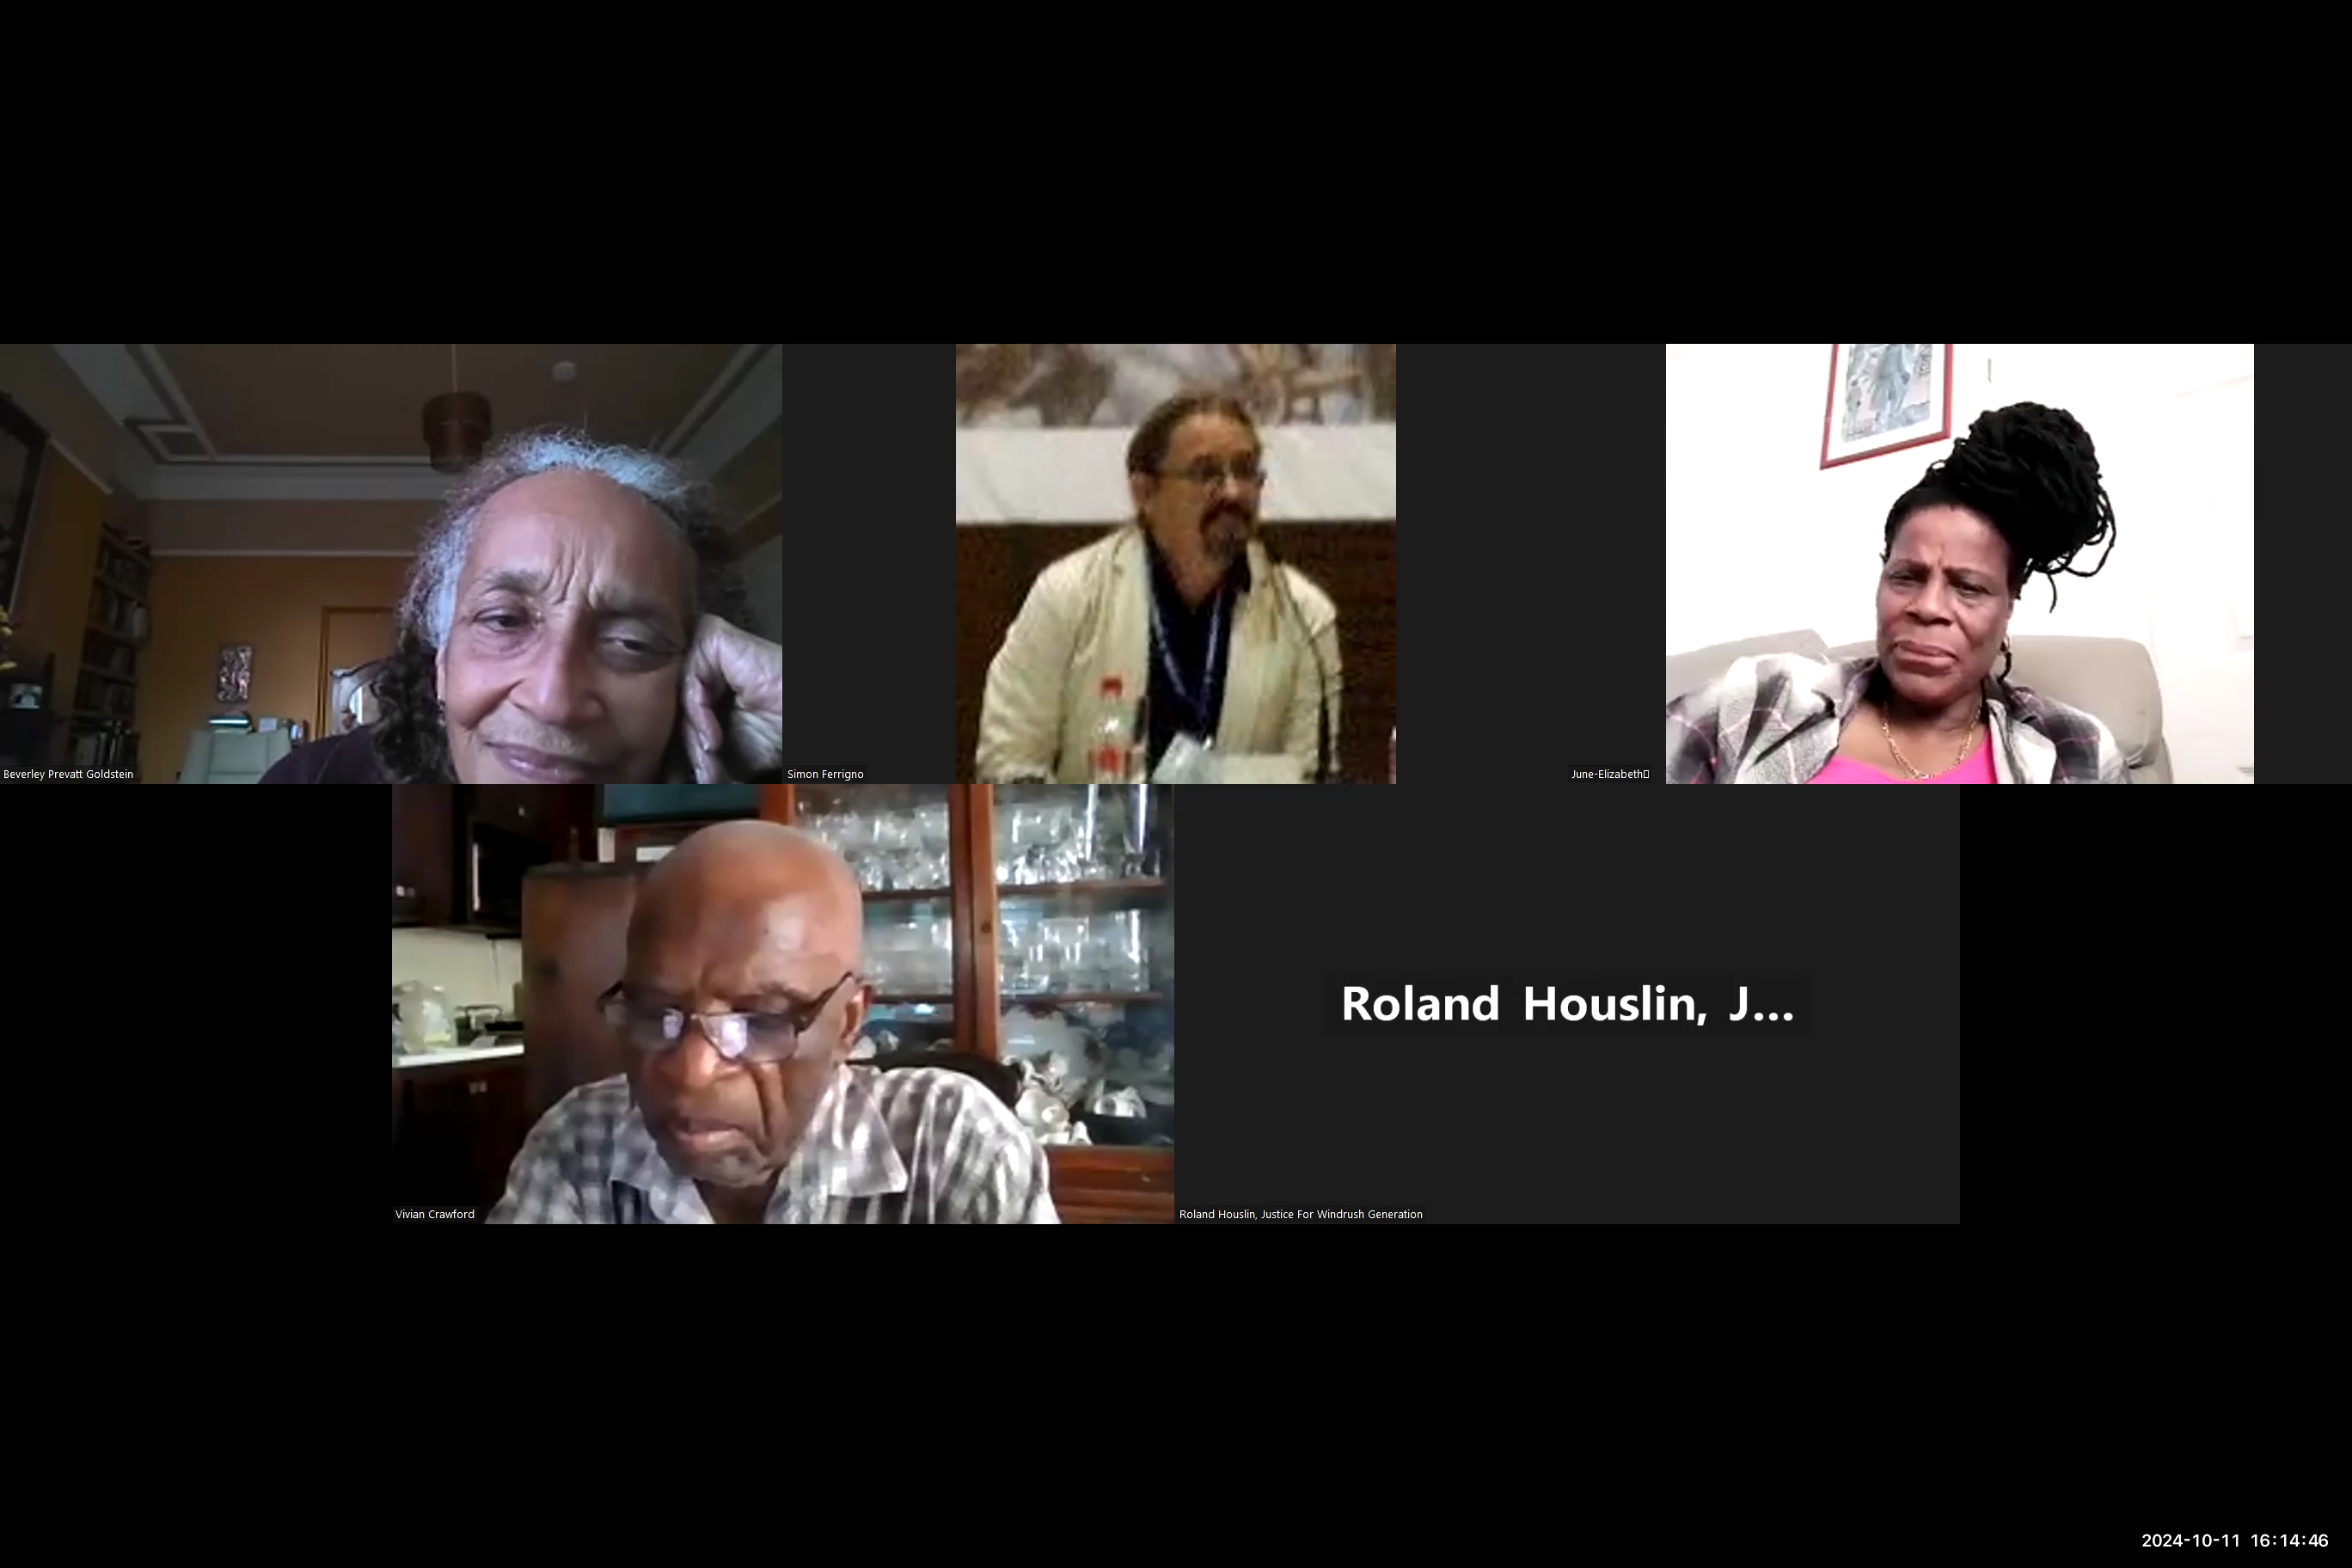 Beverley Prevatt Goldstein
Simon Ferrigno
June-Elizabeth
Roland Houslin, J...
Vivian Crawford
Roland Houslin, Justice For Windrush Generation
2024-10-11 16:14:46